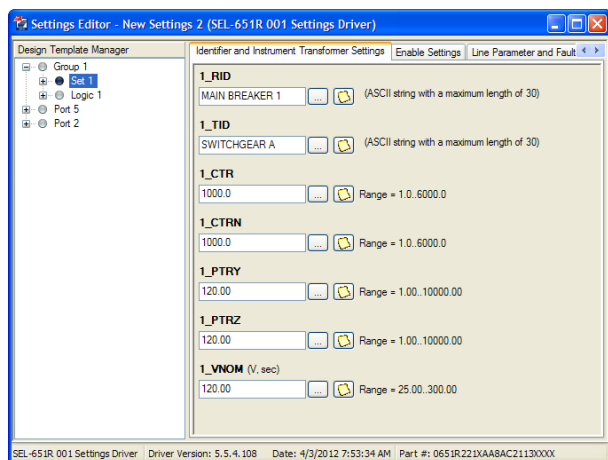 Settings Editor - New Settings 2 (SEL-651R 001 Settings Driver)
Design Template Manager
Group 1
Set 1
Logic 1
Port 5
Port 2
Identifier and Instrument Transformer Settings Enable Settings Line Parameter and Fault
1_RID
MAIN BREAKER 1 ... (ASCII string with a maximum length of 30)
1_TID
SWITCHGEAR A ... (ASCII string with a maximum length of 30)
1_CTR
1000.0 ... Range = 1.0..6000.0
1_CTRN
1000.0 ... Range = 1.0..6000.0
1_PTRY
120.00 ... Range = 1.00..10000.00
1_PTRZ
120.00 ... Range = 1.00..10000.00
1_VNOM (V, sec)
120.00 ... Range = 25.00..300.00
SEL-651R 001 Settings Driver Driver Version: 5.5.4.108 Date: 4/3/2012 7:53:34 AM Part #: 0651R221XAA8AC2113XXXX